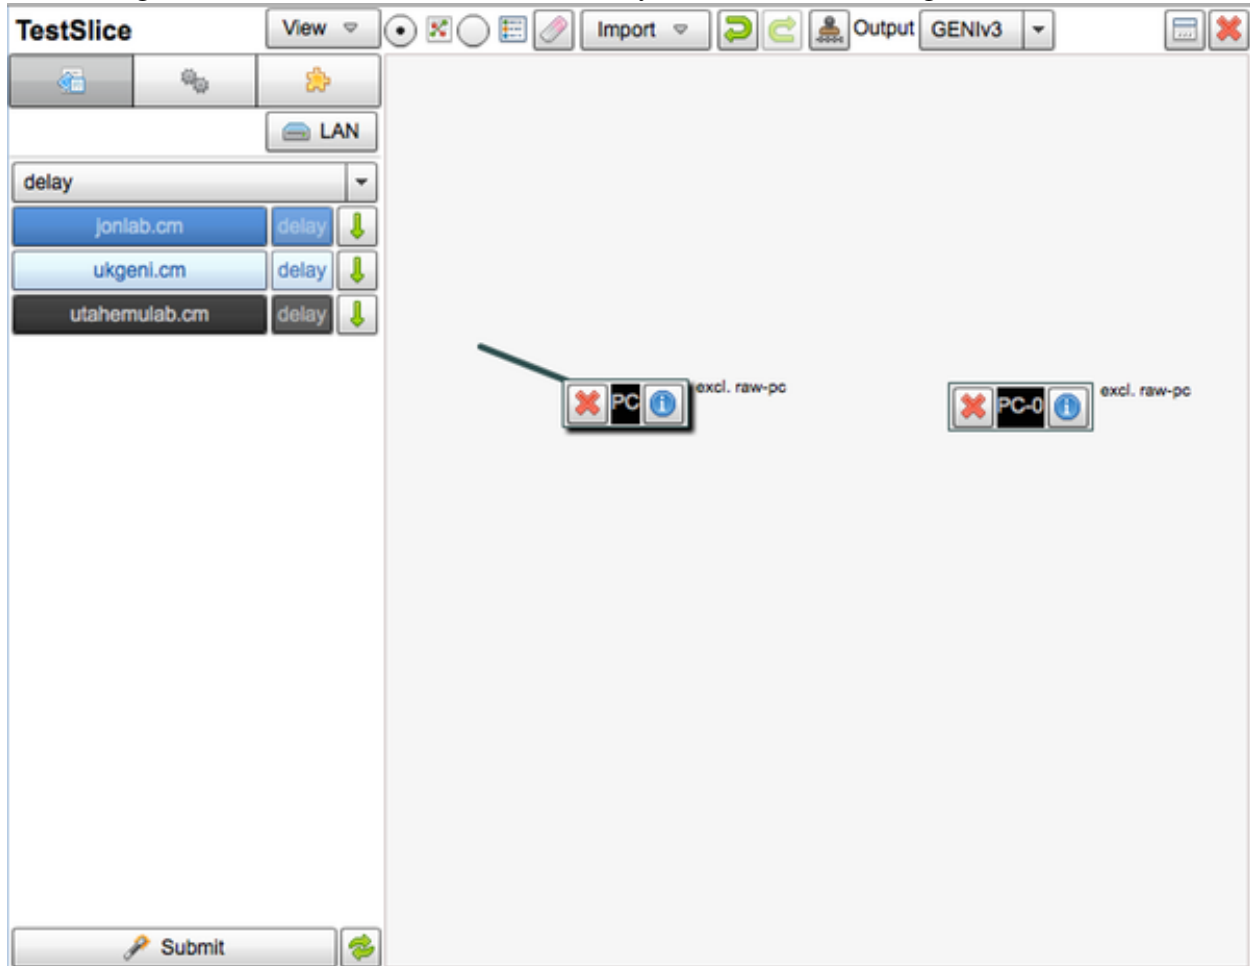 TestSlice View Import Output GENIv3
LAN
delay
jonlab.cm delay
ukgeni.cm delay
utahemulab.cm delay
PC excl. raw-pc
PC-0 excl. raw-pc
Submit